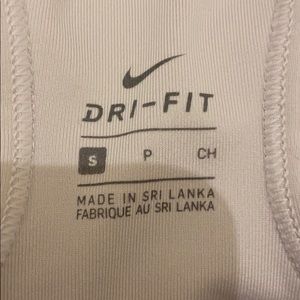 DRI-FIT
S P CH
MADE IN SRI LANKA
FABRIQUE AU SRI LANKA